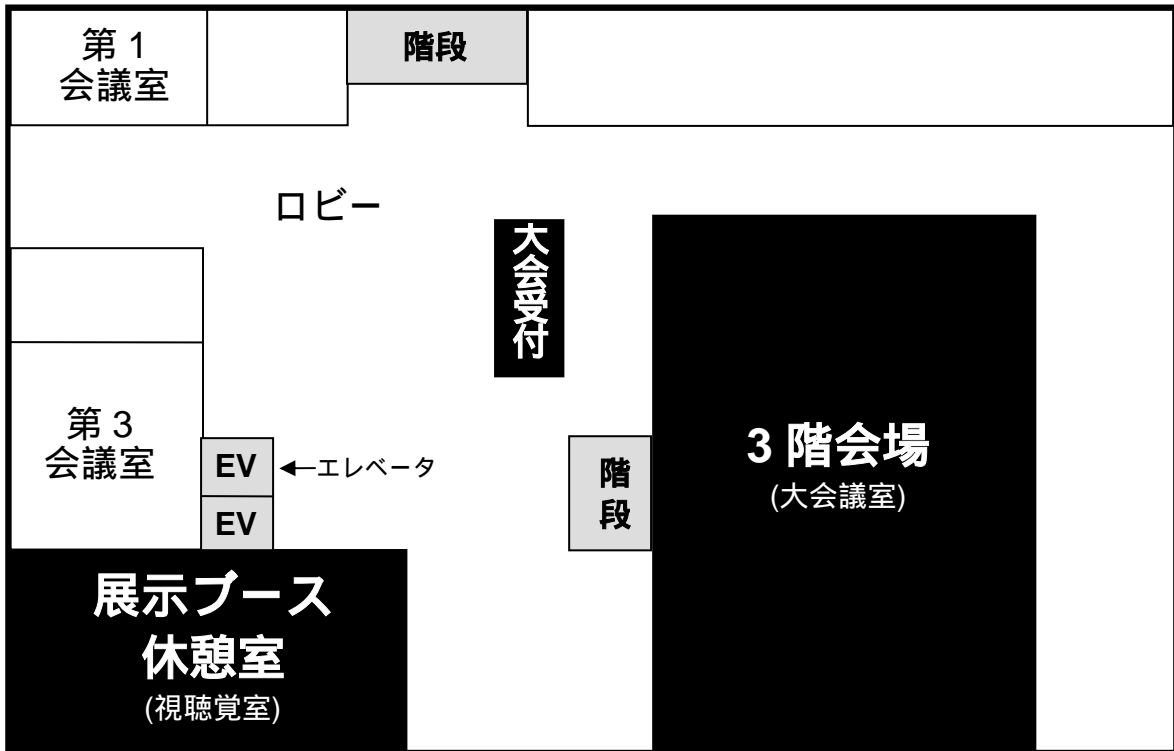 第 1
会議室
階段
ロビー
大会受付
第 3
会議室
EV
←エレベータ
EV
階
段
3 階会場
(大会議室)
展示ブース
休憩室
(視聴覚室)